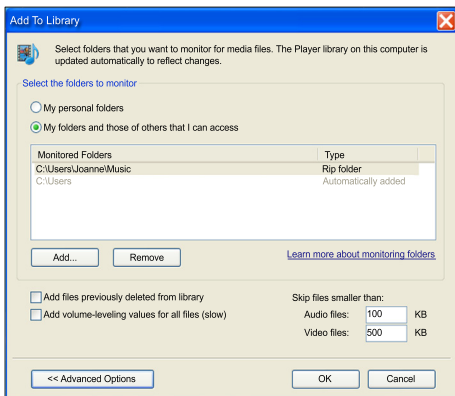 Add To Library
Select folders that you want to monitor for media files. The Player library on this computer is
updated automatically to reflect changes.
Select the folders to monitor
My personal folders
My folders and those of others that I can access
Monitored Folders Type
C:\Users\Joanne\Music Rip folder
C:\Users Automatically added
Add... Remove Learn more about monitoring folders
Add files previously deleted from library Skip files smaller than:
Add volume-leveling values for all files (slow) Audio files: 100 KB
Video files: 500 KB
<< Advanced Options OK Cancel